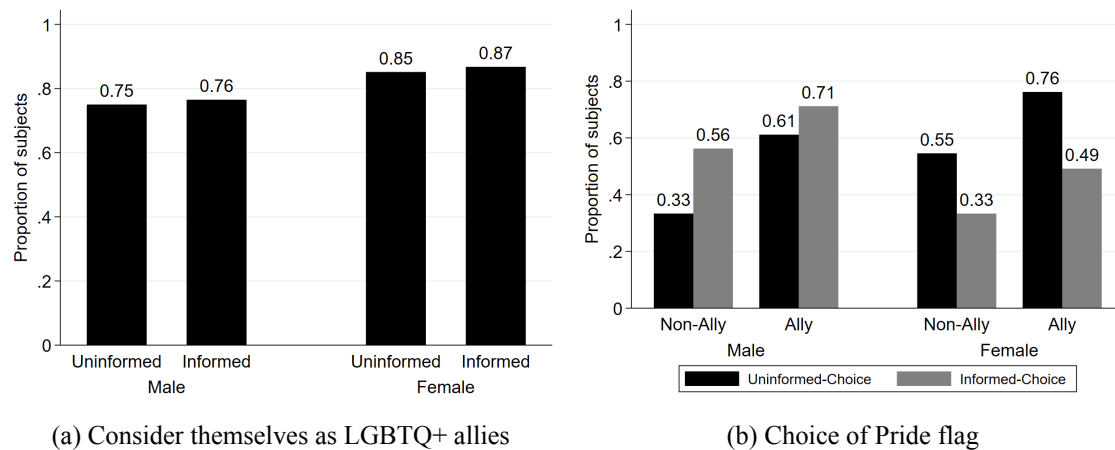 1
.8
.6
.4
.2
0
Proportion of subjects
0.75
0.76
0.85
0.87
Uninformed Informed Uninformed Informed
Male Female
(a) Consider themselves as LGBTQ+ allies
1
.8
.6
.4
.2
0
Proportion of subjects
0.33
0.56
0.61
0.71
0.55
0.33
0.76
0.49
Non-Ally Ally Non-Ally Ally
Male Female
Uninformed-Choice Informed-Choice
(b) Choice of Pride flag